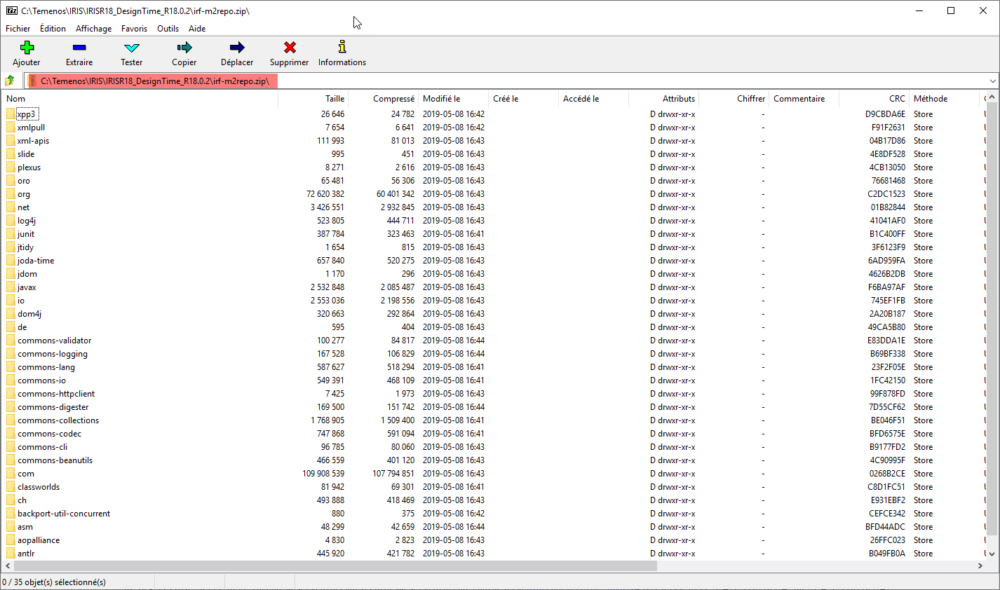 C:\Temenos\IRIS\IRISR18_DesignTime_R18.0.2\irf-m2repo.zip\
Fichier Édition Affichage Favoris Outils Aide
Ajouter Extraire Tester Copier Déplacer Supprimer Informations
C:\Temenos\IRIS\IRISR18_DesignTime_R18.0.2\irf-m2repo.zip\
Nom Taille Compressé Modifié le Créé le Accédé le Attributs Chiffrer Commentaire CRC Méthode
xpp3 26 646 24 782 2019-05-08 16:42 D drwxr-xr-x - D9CBDA6E Store
xmlpull 7 654 6 641 2019-05-08 16:42 D drwxr-xr-x - F91F2631 Store
xml-apis 111 993 81 013 2019-05-08 16:43 D drwxr-xr-x - 04B17D86 Store
slide 995 451 2019-05-08 16:43 D drwxr-xr-x - 4E8DF528 Store
plexus 8 271 2 616 2019-05-08 16:43 D drwxr-xr-x - 4CB13050 Store
oro 65 481 56 306 2019-05-08 16:43 D drwxr-xr-x - 76681468 Store
org 72 620 382 60 401 342 2019-05-08 16:43 D drwxr-xr-x - C2DC1523 Store
net 3 426 551 2 932 845 2019-05-08 16:43 D drwxr-xr-x - 01B82844 Store
log4j 523 805 444 711 2019-05-08 16:43 D drwxr-xr-x - 41041AF0 Store
junit 387 784 323 463 2019-05-08 16:41 D drwxr-xr-x - B1C400FF Store
jtidy 1 654 815 2019-05-08 16:43 D drwxr-xr-x - 3F6123F9 Store
joda-time 657 840 520 275 2019-05-08 16:43 D drwxr-xr-x - 6AD959FA Store
jdom 1 170 296 2019-05-08 16:43 D drwxr-xr-x - 4626B2DB Store
javax 2 532 848 2 085 487 2019-05-08 16:43 D drwxr-xr-x - F6BA97AF Store
io 2 553 036 2 198 556 2019-05-08 16:43 D drwxr-xr-x - 745EF1FB Store
dom4j 320 663 292 864 2019-05-08 16:43 D drwxr-xr-x - 2A20B187 Store
de 595 404 2019-05-08 16:43 D drwxr-xr-x - 49CA5B80 Store
commons-validator 100 277 84 817 2019-05-08 16:44 D drwxr-xr-x - E83DDA1E Store
commons-logging 167 528 106 829 2019-05-08 16:44 D drwxr-xr-x - B69BF338 Store
commons-lang 587 627 518 294 2019-05-08 16:41 D drwxr-xr-x - 23F2F05E Store
commons-io 549 391 468 109 2019-05-08 16:41 D drwxr-xr-x - 1FC42150 Store
commons-httpclient 7 425 1 973 2019-05-08 16:43 D drwxr-xr-x - 99F878FD Store
commons-digester 169 500 151 742 2019-05-08 16:44 D drwxr-xr-x - 7D55CF62 Store
commons-collections 1 768 905 1 509 400 2019-05-08 16:41 D drwxr-xr-x - BE046F51 Store
commons-codec 747 868 591 094 2019-05-08 16:41 D drwxr-xr-x - BFD6575E Store
commons-cli 96 785 80 060 2019-05-08 16:43 D drwxr-xr-x - B9177FD2 Store
commons-beanutils 466 559 401 120 2019-05-08 16:43 D drwxr-xr-x - 4C90995F Store
com 109 908 539 107 794 851 2019-05-08 16:43 D drwxr-xr-x - 0268B2CE Store
classworlds 81 942 69 301 2019-05-08 16:41 D drwxr-xr-x - C8D1FC51 Store
ch 493 888 418 469 2019-05-08 16:43 D drwxr-xr-x - E931EBF2 Store
backport-util-concurrent 880 375 2019-05-08 16:42 D drwxr-xr-x - CEFCE342 Store
asm 48 299 42 659 2019-05-08 16:44 D drwxr-xr-x - BFD44ADC Store
aopalliance 4 830 2 823 2019-05-08 16:43 D drwxr-xr-x - 26FFC023 Store
antlr 445 920 421 782 2019-05-08 16:43 D drwxr-xr-x - B049FB0A Store
0 / 35 objet(s) sélectionné(s)